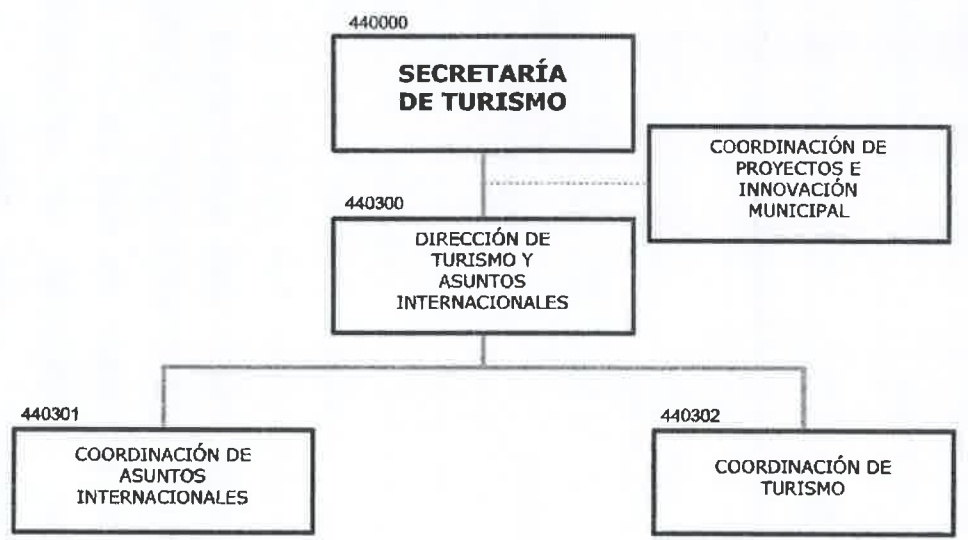 440000
SECRETARÍA
DE TURISMO
COORDINACIÓN DE
PROYECTOS E
INNOVACIÓN
MUNICIPAL
440300
DIRECCIÓN DE
TURISMO Y
ASUNTOS
INTERNACIONALES
440301
COORDINACIÓN DE
ASUNTOS
INTERNACIONALES
440302
COORDINACIÓN DE
TURISMO